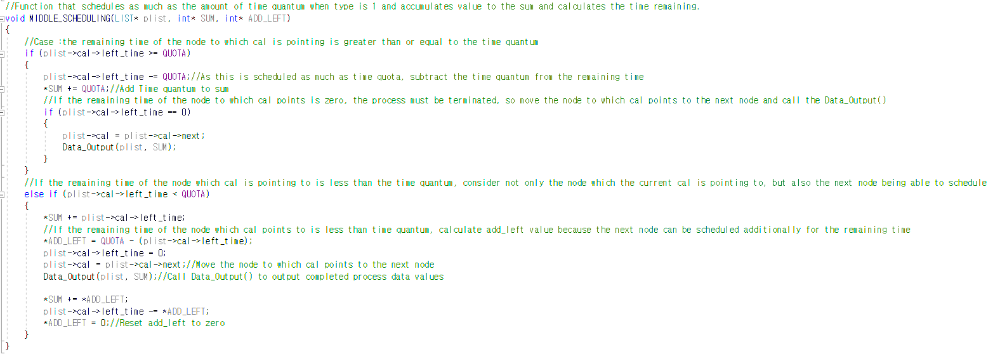 //Function that schedules as much as the amount of time quantum when type is 1 and accumulates value to the sum and calculates the time remaining.
void MIDDLE_SCHEDULING(LIST* plist, int* SUM, int* ADD_LEFT)
{
//Case :the remaining time of the node to which cal is pointing is greater than or equal to the time quantum
if (plist->cal->left_time >= QUOTA)
{
plist->cal->left_time -= QUOTA;//As this is scheduled as much as time quota, subtract the time quantum from the remaining time
*SUM += QUOTA;//Add Time quantum to sum
//If the remaining time of the node to which cal points is zero, the process must be terminated, so move the node to which cal points to the next node and call the Data_Output()
if (plist->cal->left_time == 0)
{
plist->cal = plist->cal->next;
Data_Output(plist, SUM);
}
}
//If the remaining time of the node which cal is pointing to is less than the time quantum, consider not only the node which the current cal is pointing to, but also the next node being able to schedule
else if (plist->cal->left_time < QUOTA)
{
*SUM += plist->cal->left_time;
//If the remaining time of the node which cal points to is less than time quantum, calculate add_left value because the next node can be scheduled additionally for the remaining time
*ADD_LEFT = QUOTA - (plist->cal->left_time);
plist->cal->left_time = 0;
plist->cal = plist->cal->next;//Move the node to which cal points to the next node
Data_Output(plist, SUM);//Call Data_Output() to output completed process data values
*SUM += *ADD_LEFT;
plist->cal->left_time -= *ADD_LEFT;
*ADD_LEFT = 0;//Reset add_left to zero
}
}